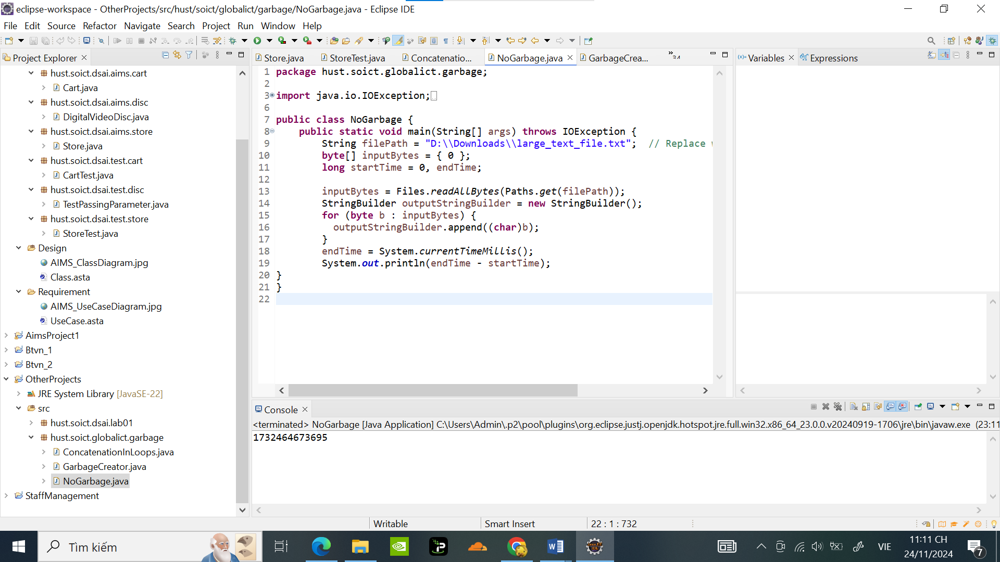 eclipse-workspace - OtherProjects/src/hust/soict/globalict/garbage/NoGarbage.java - Eclipse IDE
File Edit Source Refactor Navigate Search Project Run Window Help
Project Explorer
hust.soict.dsai.aims.cart
Cart.java
hust.soict.dsai.aims.disc
DigitalVideoDisc.java
hust.soict.dsai.aims.store
Store.java
hust.soict.dsai.test.cart
CartTest.java
hust.soict.dsai.test.disc
TestPassingParameter.java
hust.soict.dsai.test.store
StoreTest.java
Design
AIMS_ClassDiagram.jpg
Class.asta
Requirement
AIMS_UseCaseDiagram.jpg
UseCase.asta
AimsProject1
Btvn_1
Btvn_2
OtherProjects
JRE System Library [JavaSE-22]
src
hust.soict.dsai.lab01
hust.soict.globalict.garbage
ConcatenationInLoops.java
GarbageCreator.java
NoGarbage.java
StaffManagement
Store.java StoreTest.java Concatenatio... NoGarbage.java GarbageCrea... »34
1 package hust.soict.globalict.garbage;
2
3 import java.io.IOException;
6
7 public class NoGarbage {
8 public static void main(String[] args) throws IOException {
9 String filePath = "D:\\Downloads\\large_text_file.txt"; // Replace
10 byte[] inputBytes = { 0 };
11 long startTime = 0, endTime;
12
13 inputBytes = Files.readAllBytes(Paths.get(filePath));
14 StringBuilder outputStringBuilder = new StringBuilder();
15 for (byte b : inputBytes) {
16 outputStringBuilder.append((char)b);
17 }
18 endTime = System.currentTimeMillis();
19 System.out.println(endTime - startTime);
20 }
21 }
22
Variables Expressions
Console
<terminated> NoGarbage [Java Application] C:\Users\Admin\.p2\pool\plugins\org.eclipse.justj.openjdk.hotspot.jre.full.win32.x86_64_23.0.0.v20240919-1706\jre\bin\javaw.exe (23:11
1732464673695
Writable Smart Insert 22 : 1 : 732
Tìm kiếm
VIE
11:11 CH
24/11/2024
7